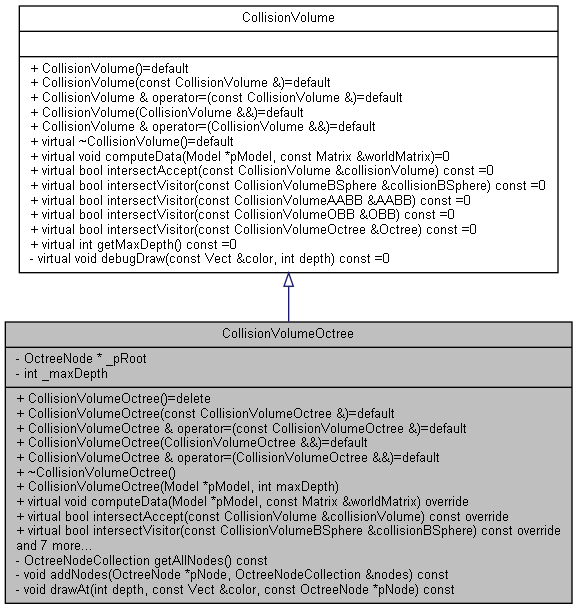 CollisionVolume
+ CollisionVolume()=default
+ CollisionVolume(const CollisionVolume &)=default
+ CollisionVolume & operator=(const CollisionVolume &)=default
+ CollisionVolume(CollisionVolume &&)=default
+ CollisionVolume & operator=(CollisionVolume &&)=default
+ virtual ~CollisionVolume()=default
+ virtual void computeData(Model *pModel, const Matrix &worldMatrix)=0
+ virtual bool intersectAccept(const CollisionVolume &collisionVolume) const =0
+ virtual bool intersectVisitor(const CollisionVolumeBSphere &collisionBSphere) const =0
+ virtual bool intersectVisitor(const CollisionVolumeAABB &AABB) const =0
+ virtual bool intersectVisitor(const CollisionVolumeOBB &OBB) const =0
+ virtual bool intersectVisitor(const CollisionVolumeOctree &Octree) const =0
+ virtual int getMaxDepth() const =0
- virtual void debugDraw(const Vect &color, int depth) const =0
CollisionVolumeOctree
- OctreeNode * _pRoot
- int _maxDepth
+ CollisionVolumeOctree()=delete
+ CollisionVolumeOctree(const CollisionVolumeOctree &)=default
+ CollisionVolumeOctree & operator=(const CollisionVolumeOctree &)=default
+ CollisionVolumeOctree(CollisionVolumeOctree &&)=default
+ CollisionVolumeOctree & operator=(CollisionVolumeOctree &&)=default
+ ~CollisionVolumeOctree()
+ CollisionVolumeOctree(Model *pModel, int maxDepth)
+ virtual void computeData(Model *pModel, const Matrix &worldMatrix) override
+ virtual bool intersectAccept(const CollisionVolume &collisionVolume) const override
+ virtual bool intersectVisitor(const CollisionVolumeBSphere &collisionBSphere) const override
and 7 more...
- OctreeNodeCollection getAllNodes() const
- void addNodes(OctreeNode *pNode, OctreeNodeCollection &nodes) const
- void drawAt(int depth, const Vect &color, const OctreeNode *pNode) const